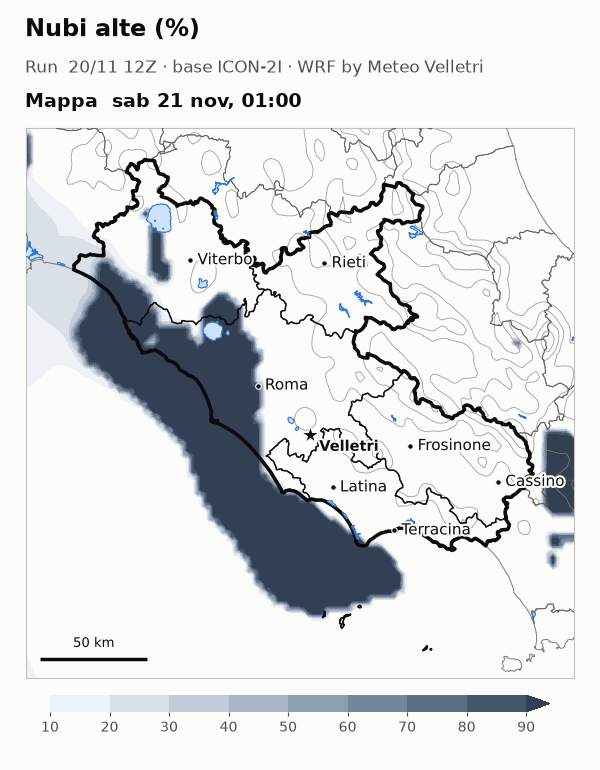 Nubi alte (%)
Run 20/11 12Z · base ICON-2I · WRF by Meteo Velletri
Mappa sab 21 nov, 01:00
Viterbo
Rieti
Roma
Velletri
Frosinone
Cassino
Latina
Terracina
50 km
10 20 30 40 50 60 70 80 90